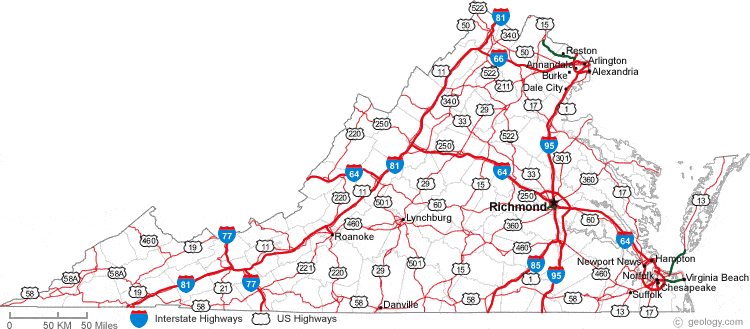 522
81
15
50
340
50
Reston
66
Arlington
Annandale
11
522
Alexandria
Burke
211
Dale City
340
29
17
1
250
33
220
522
95
250
301
81
64
64
33
360
220
11
29
15
17
13
501
250
60
Richmond
Lynchburg
360
60
77
Roanoke
460
19
11
460
64
501
Hampton
Newport News
85
58
58A
58A
81
221
220
29
15
95
460
Norfolk
Virginia Beach
77
1
Chesapeake
58
19
21
58
Suffolk
58
Danville
58
13
17
0
50 KM
50 Miles
Interstate Highways
US Highways
© geology.com